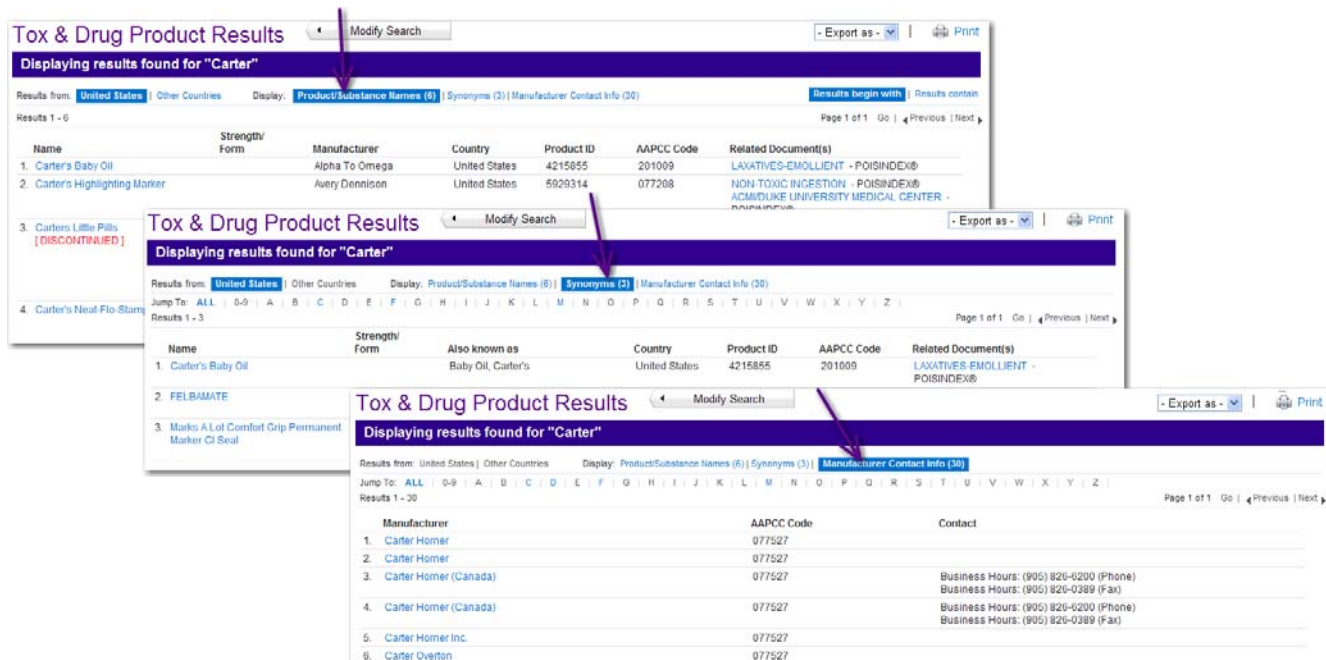 Tox & Drug Product Results Modify Search - Export as - | Print
Displaying results found for "Carter"
Results from: United States | Other Countries Display: Product/Substance Names (6) | Synonyms (3) | Manufacturer Contact Info (30) Results begin with | Results contain
Results 1 - 6 Page 1 of 1 Go | Previous | Next
Name Strength/ Form Manufacturer Country Product ID AAPCC Code Related Document(s)
1. Carter's Baby Oil Alpha To Omega United States 4215855 201009 LAXATIVES-EMOLLIENT - POISINDEX®
2. Carter's Highlighting Marker Avery Dennison United States 5929314 077208 NON-TOXIC INGESTION - POISINDEX®
ACMI/DUKE UNIVERSITY MEDICAL CENTER -
POISINDEX®
3. Carters Little Pills
[ DISCONTINUED ]
4. Carter's Neat-Flo-Stamp
Tox & Drug Product Results Modify Search - Export as - | Print
Displaying results found for "Carter"
Results from: United States | Other Countries Display: Product/Substance Names (6) | Synonyms (3) | Manufacturer Contact Info (30)
Jump To: ALL | 0-9 | A | B | C | D | E | F | G | H | I | J | K | L | M | N | O | P | Q | R | S | T | U | V | W | X | Y | Z |
Results 1 - 3 Page 1 of 1 Go | Previous | Next
Name Strength/ Form Also known as Country Product ID AAPCC Code Related Document(s)
1. Carter's Baby Oil Baby Oil, Carter's United States 4215855 201009 LAXATIVES-EMOLLIENT -
POISINDEX®
2. FELBAMATE
3. Marks A Lot Comfort Grip Permanent
Marker Cl Seal
Tox & Drug Product Results Modify Search - Export as - | Print
Displaying results found for "Carter"
Results from: United States | Other Countries Display: Product/Substance Names (6) | Synonyms (3) | Manufacturer Contact Info (30)
Jump To: ALL | 0-9 | A | B | C | D | E | F | G | H | I | J | K | L | M | N | O | P | Q | R | S | T | U | V | W | X | Y | Z |
Results 1 - 30 Page 1 of 1 Go | Previous | Next
Manufacturer AAPCC Code Contact
1. Carter Horner 077527
2. Carter Horner 077527
3. Carter Horner (Canada) 077527 Business Hours: (905) 826-6200 (Phone)
Business Hours: (905) 826-0389 (Fax)
4. Carter Horner (Canada) 077527 Business Hours: (905) 826-6200 (Phone)
Business Hours: (905) 826-0389 (Fax)
5. Carter Horner Inc. 077527
6. Carter Overton 077527